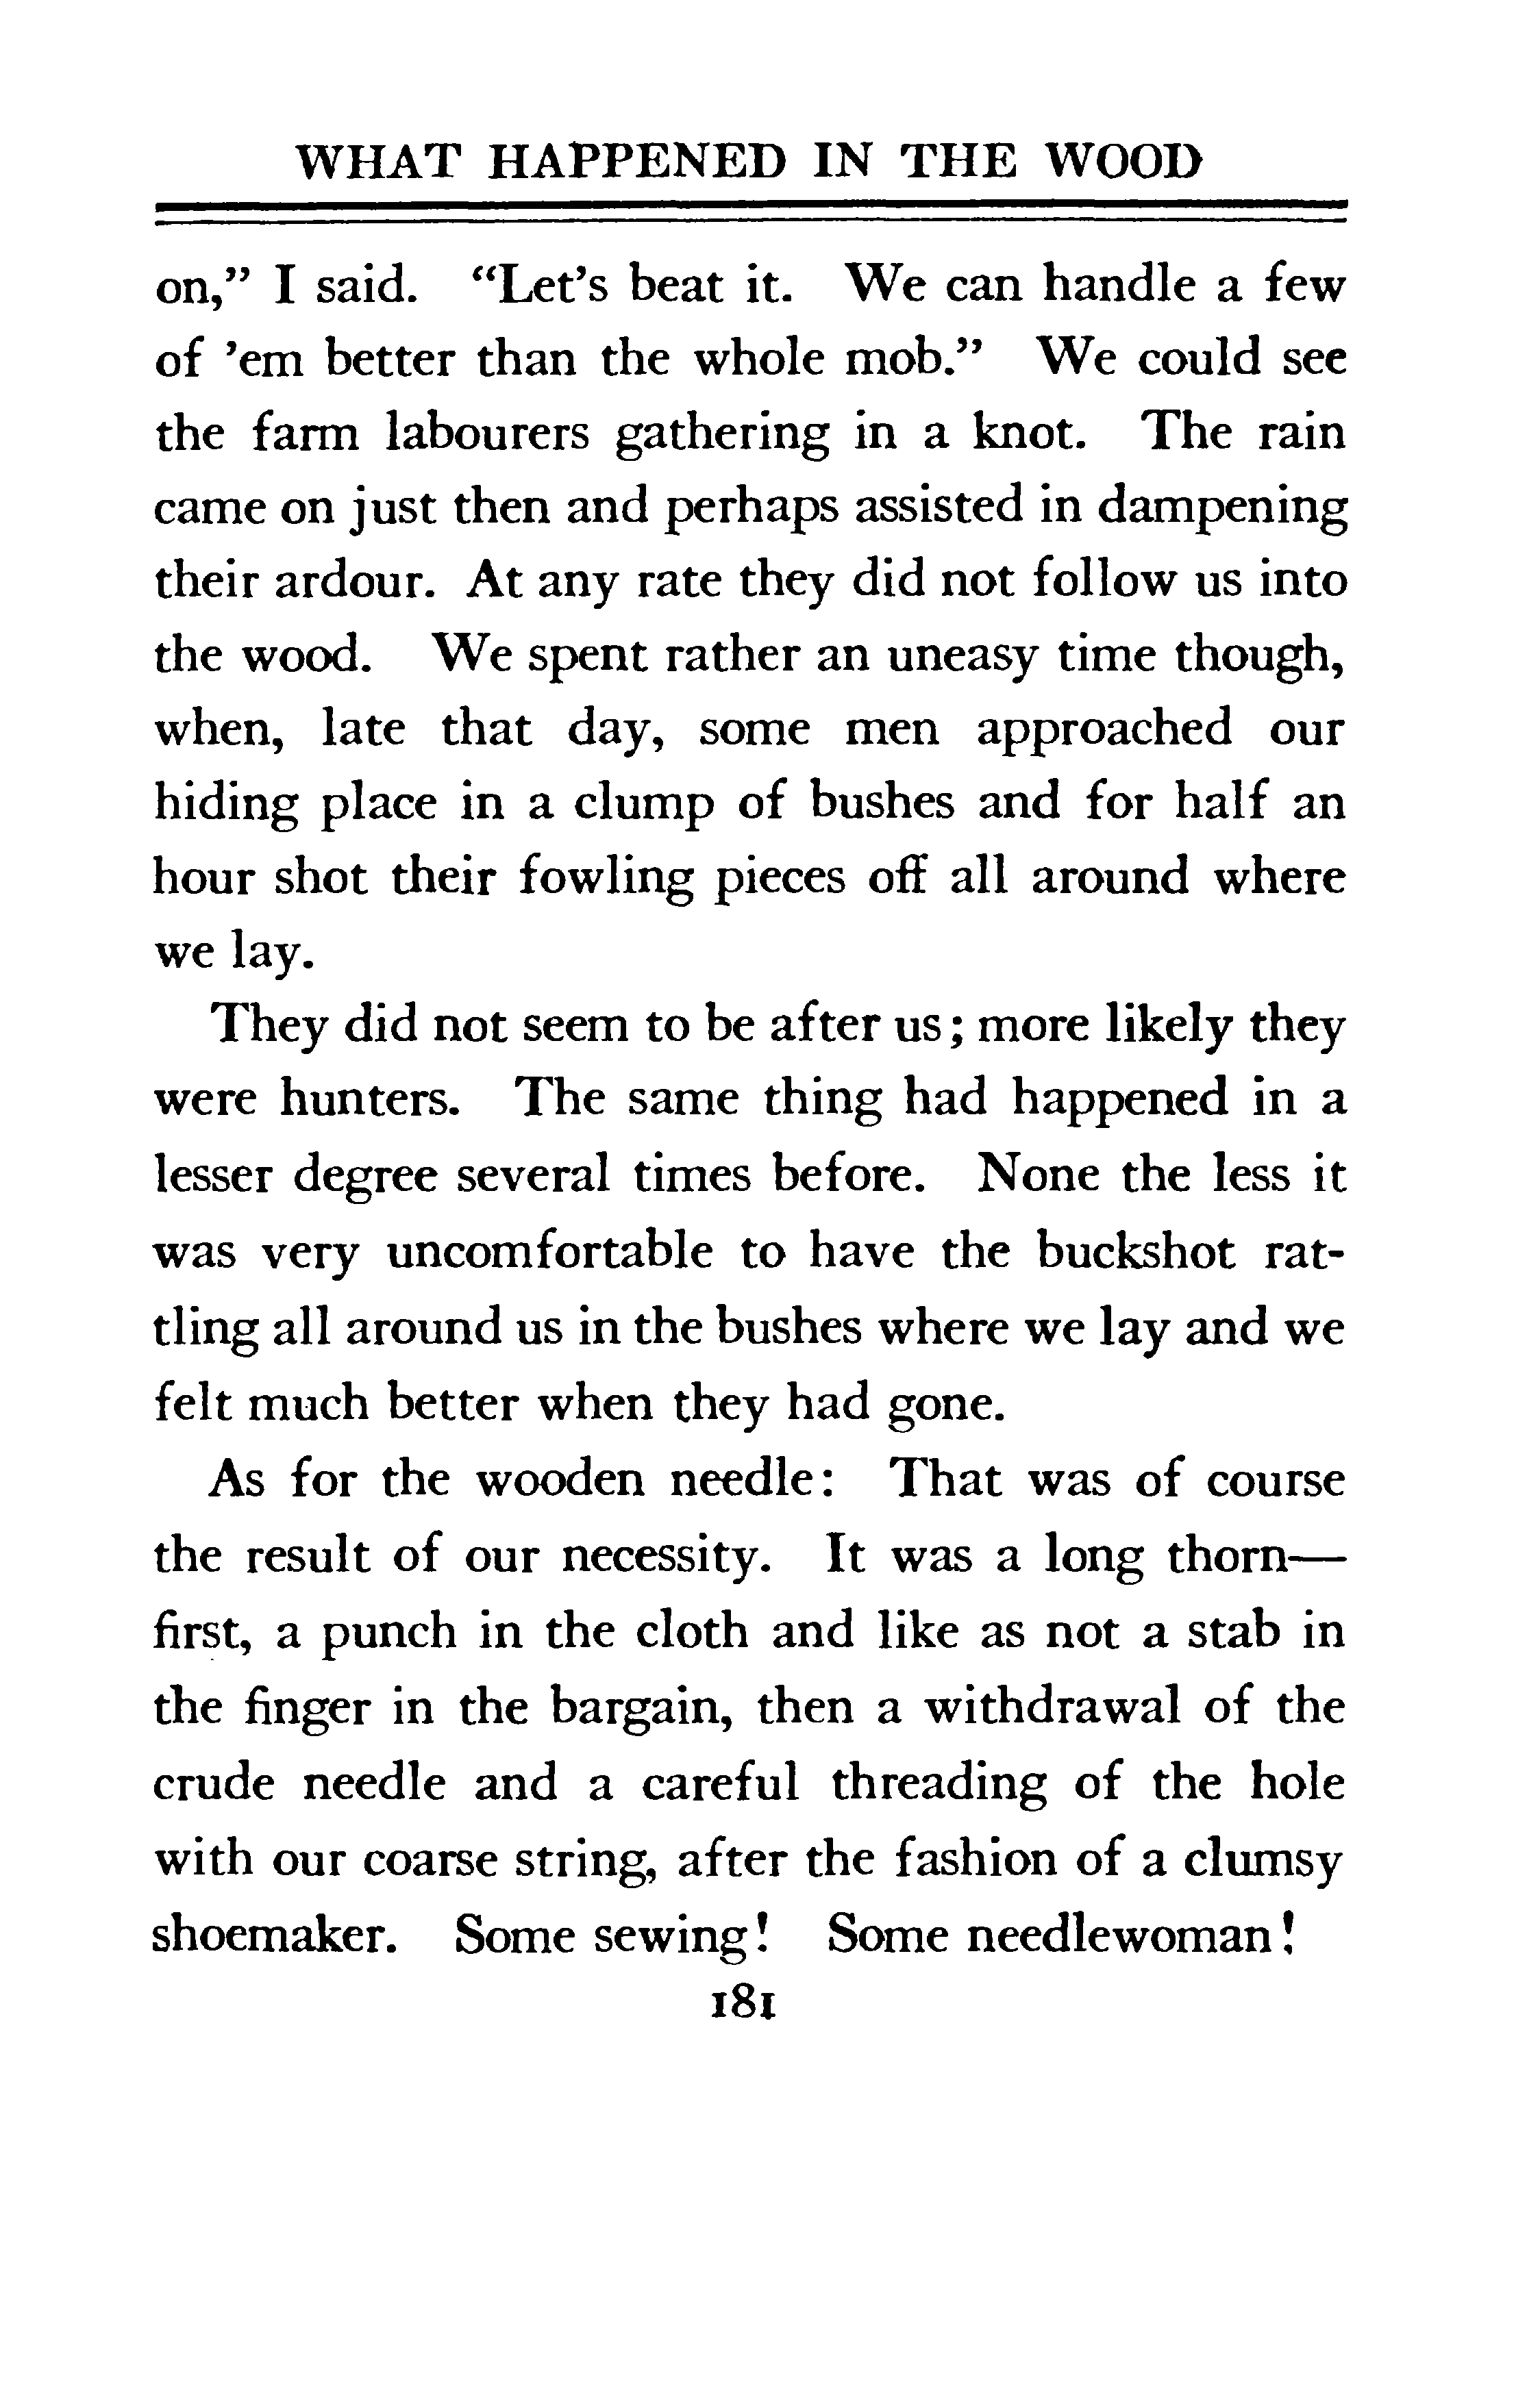 WHAT HAPPENED IN THE WOOD
on,” I said. “Let’s beat it. We can handle a few
of ’em better than the whole mob.” We could see
the farm labourers gathering in a knot. The rain
came on just then and perhaps assisted in dampening
their ardour. At any rate they did not follow us into
the wood. We spent rather an uneasy time though,
when, late that day, some men approached our
hiding place in a clump of bushes and for half an
hour shot their fowling pieces off all around where
we lay.
They did not seem to be after us; more likely they
were hunters. The same thing had happened in a
lesser degree several times before. None the less it
was very uncomfortable to have the buckshot rat-
tling all around us in the bushes where we lay and we
felt much better when they had gone.
As for the wooden needle: That was of course
the result of our necessity. It was a long thorn—
first, a punch in the cloth and like as not a stab in
the finger in the bargain, then a withdrawal of the
crude needle and a careful threading of the hole
with our coarse string, after the fashion of a clumsy
shoemaker. Some sewing! Some needlewoman!
181